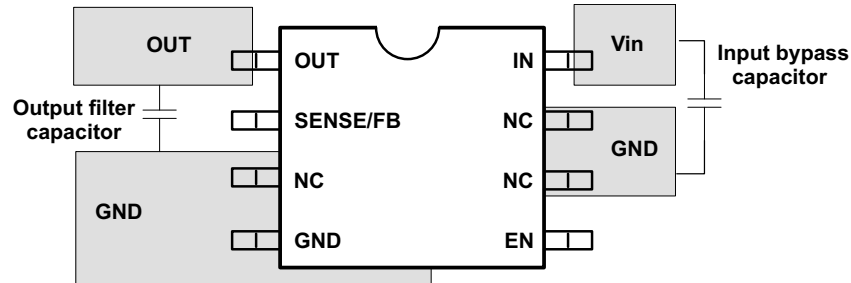 OUT
OUT
IN
Vin
Input bypass
capacitor
Output filter
capacitor
SENSE/FB
NC
GND
NC
NC
GND
GND
EN